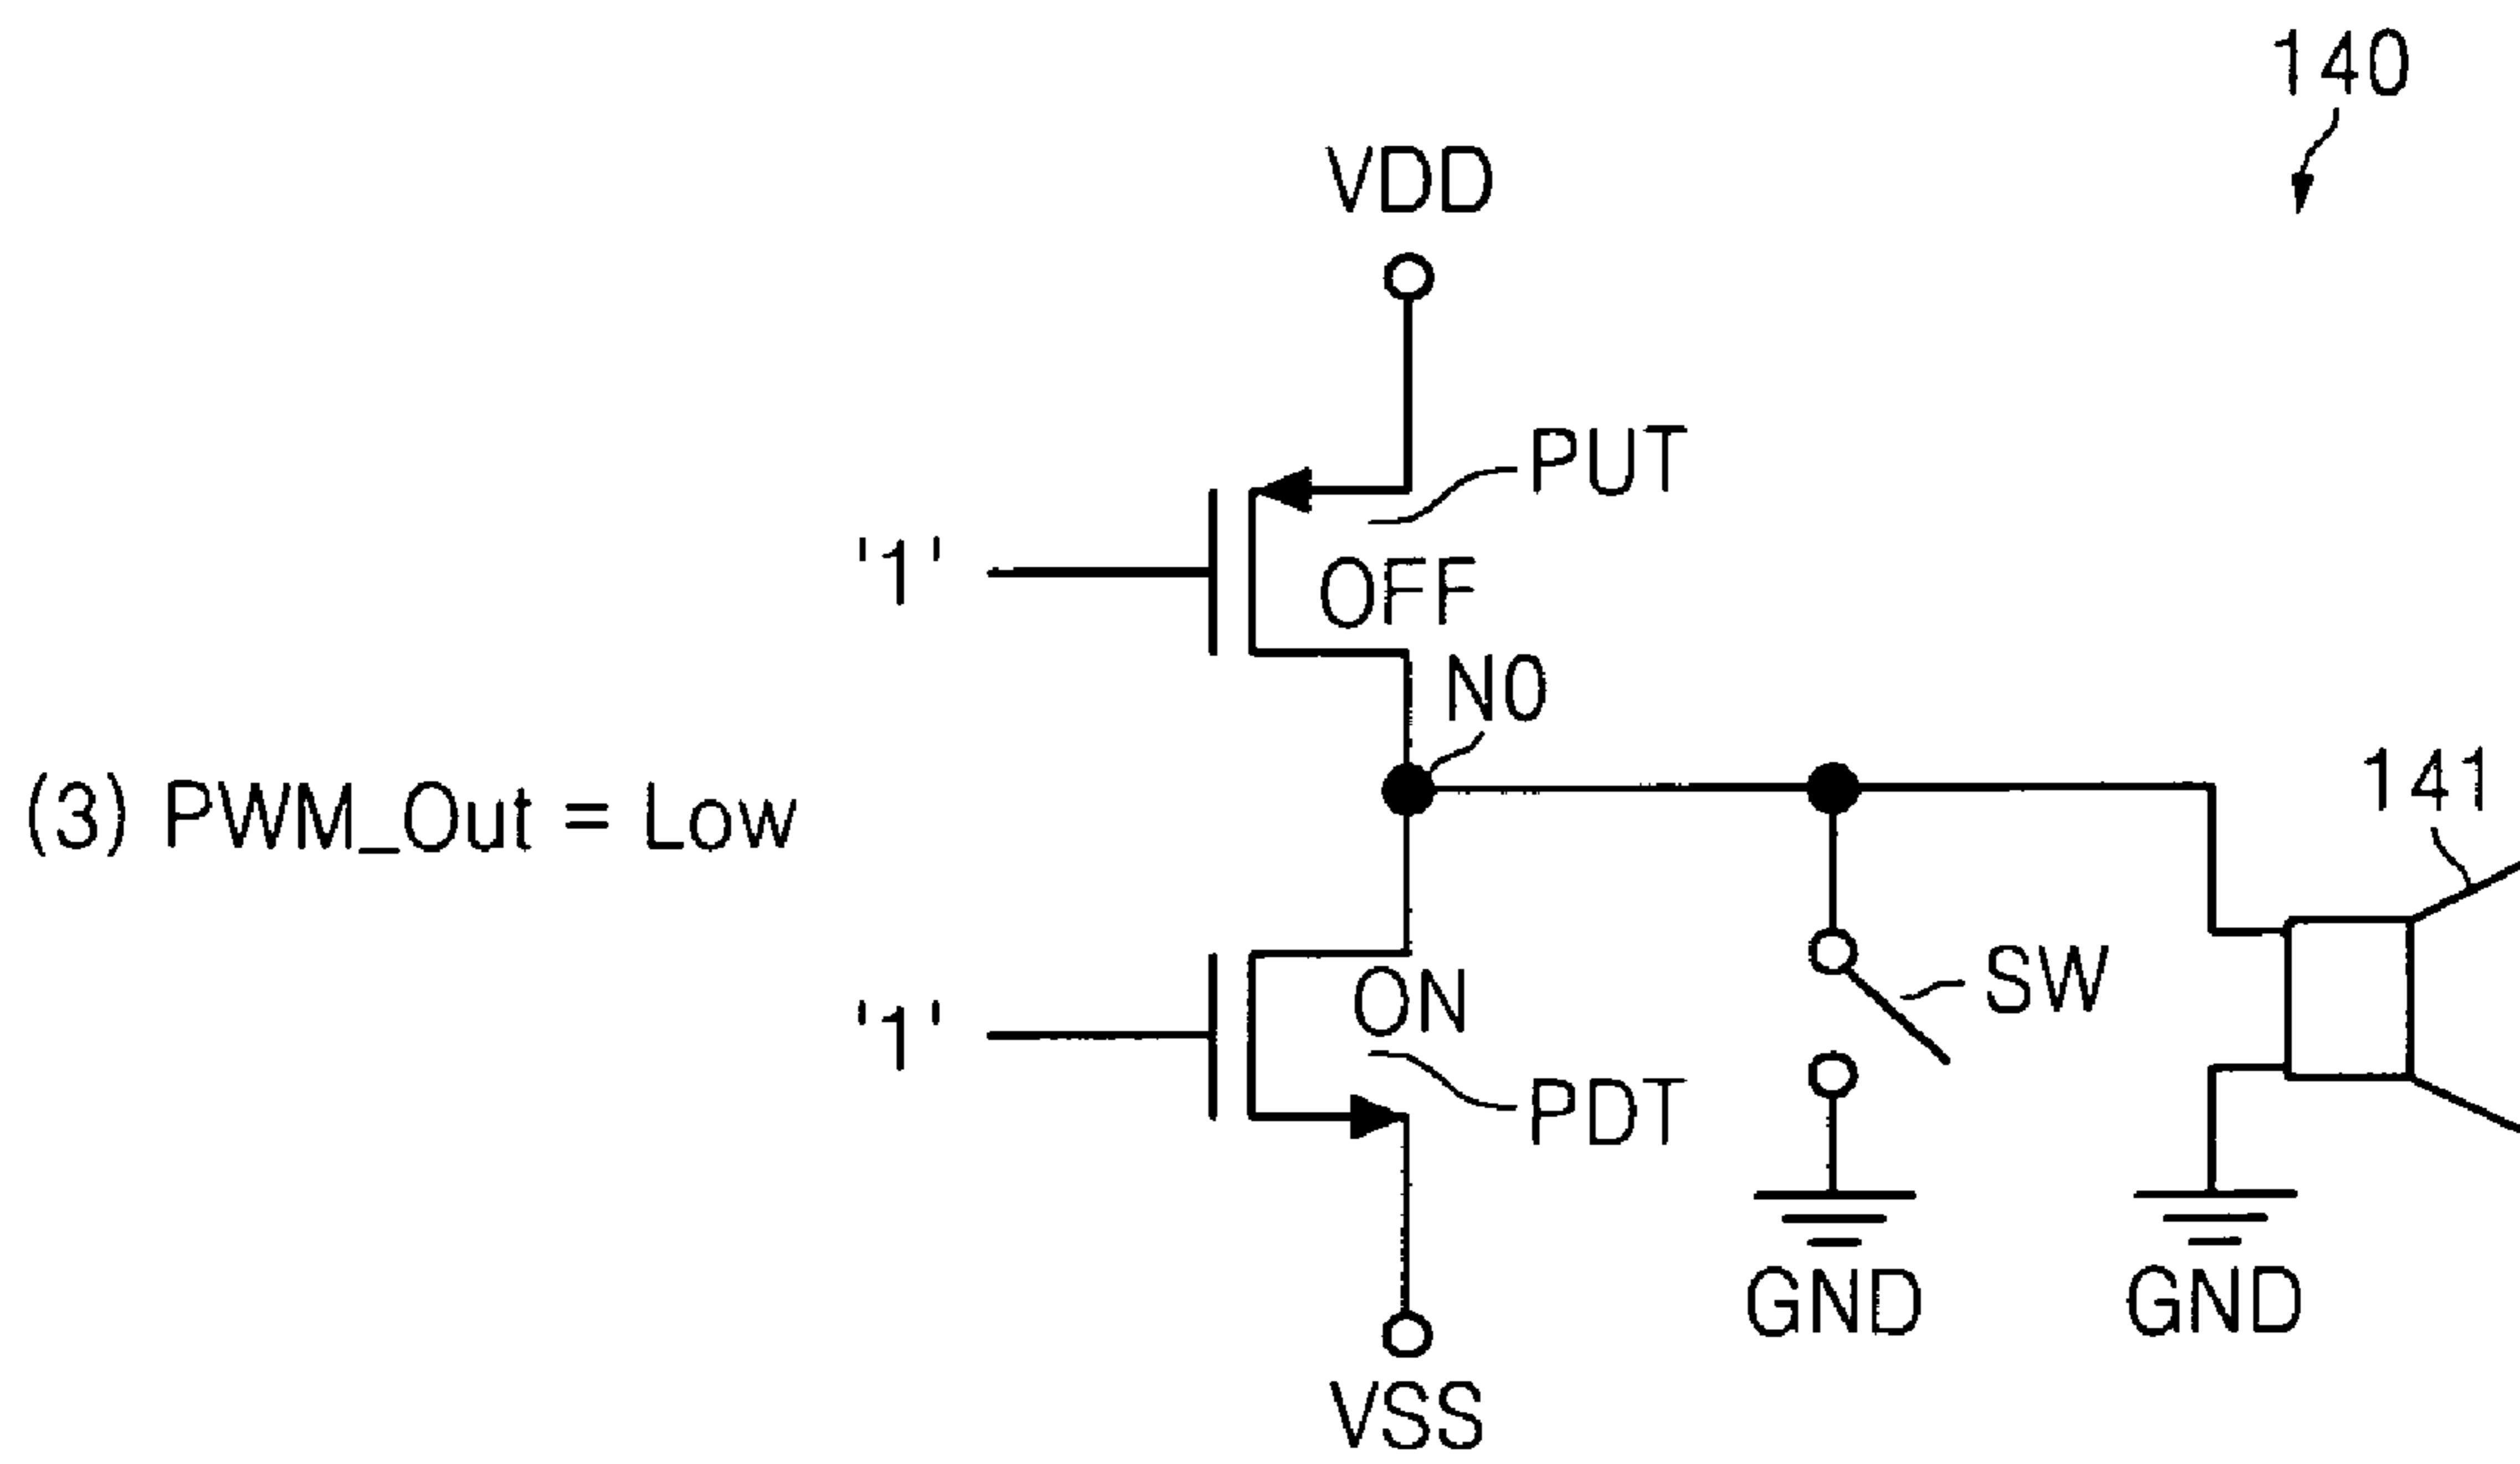 140
VDD
PUT
'1'
OFF
N0
(3) PWM_Out = Low
141
ON
SW
'1'
PDT
GND
GND
VSS